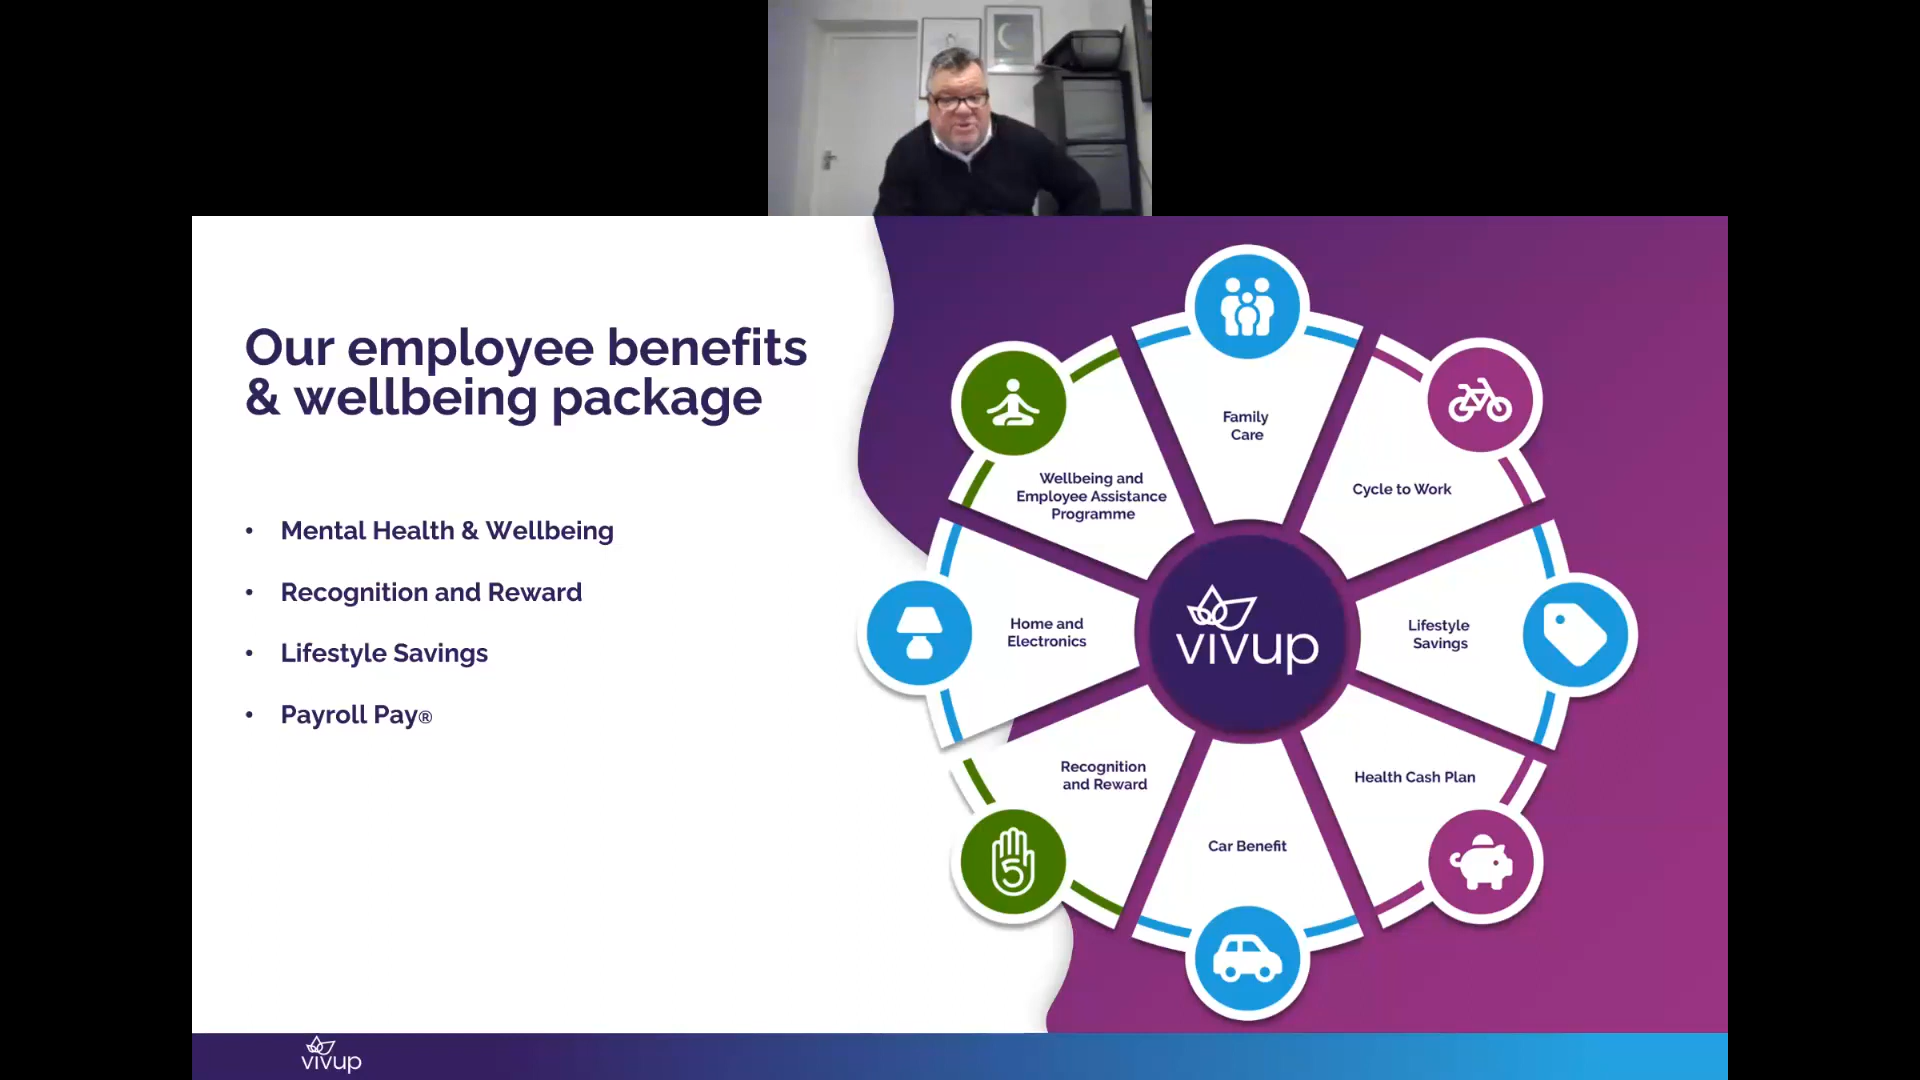 Our employee benefits
& wellbeing package
• Mental Health & Wellbeing
• Recognition and Reward
• Lifestyle Savings
• Payroll Pay®
Family
Care
Cycle to Work
Lifestyle
Savings
Health Cash Plan
Car Benefit
Recognition
and Reward
5
Home and
Electronics
Wellbeing and
Employee Assistance
Programme
vivup
vivup